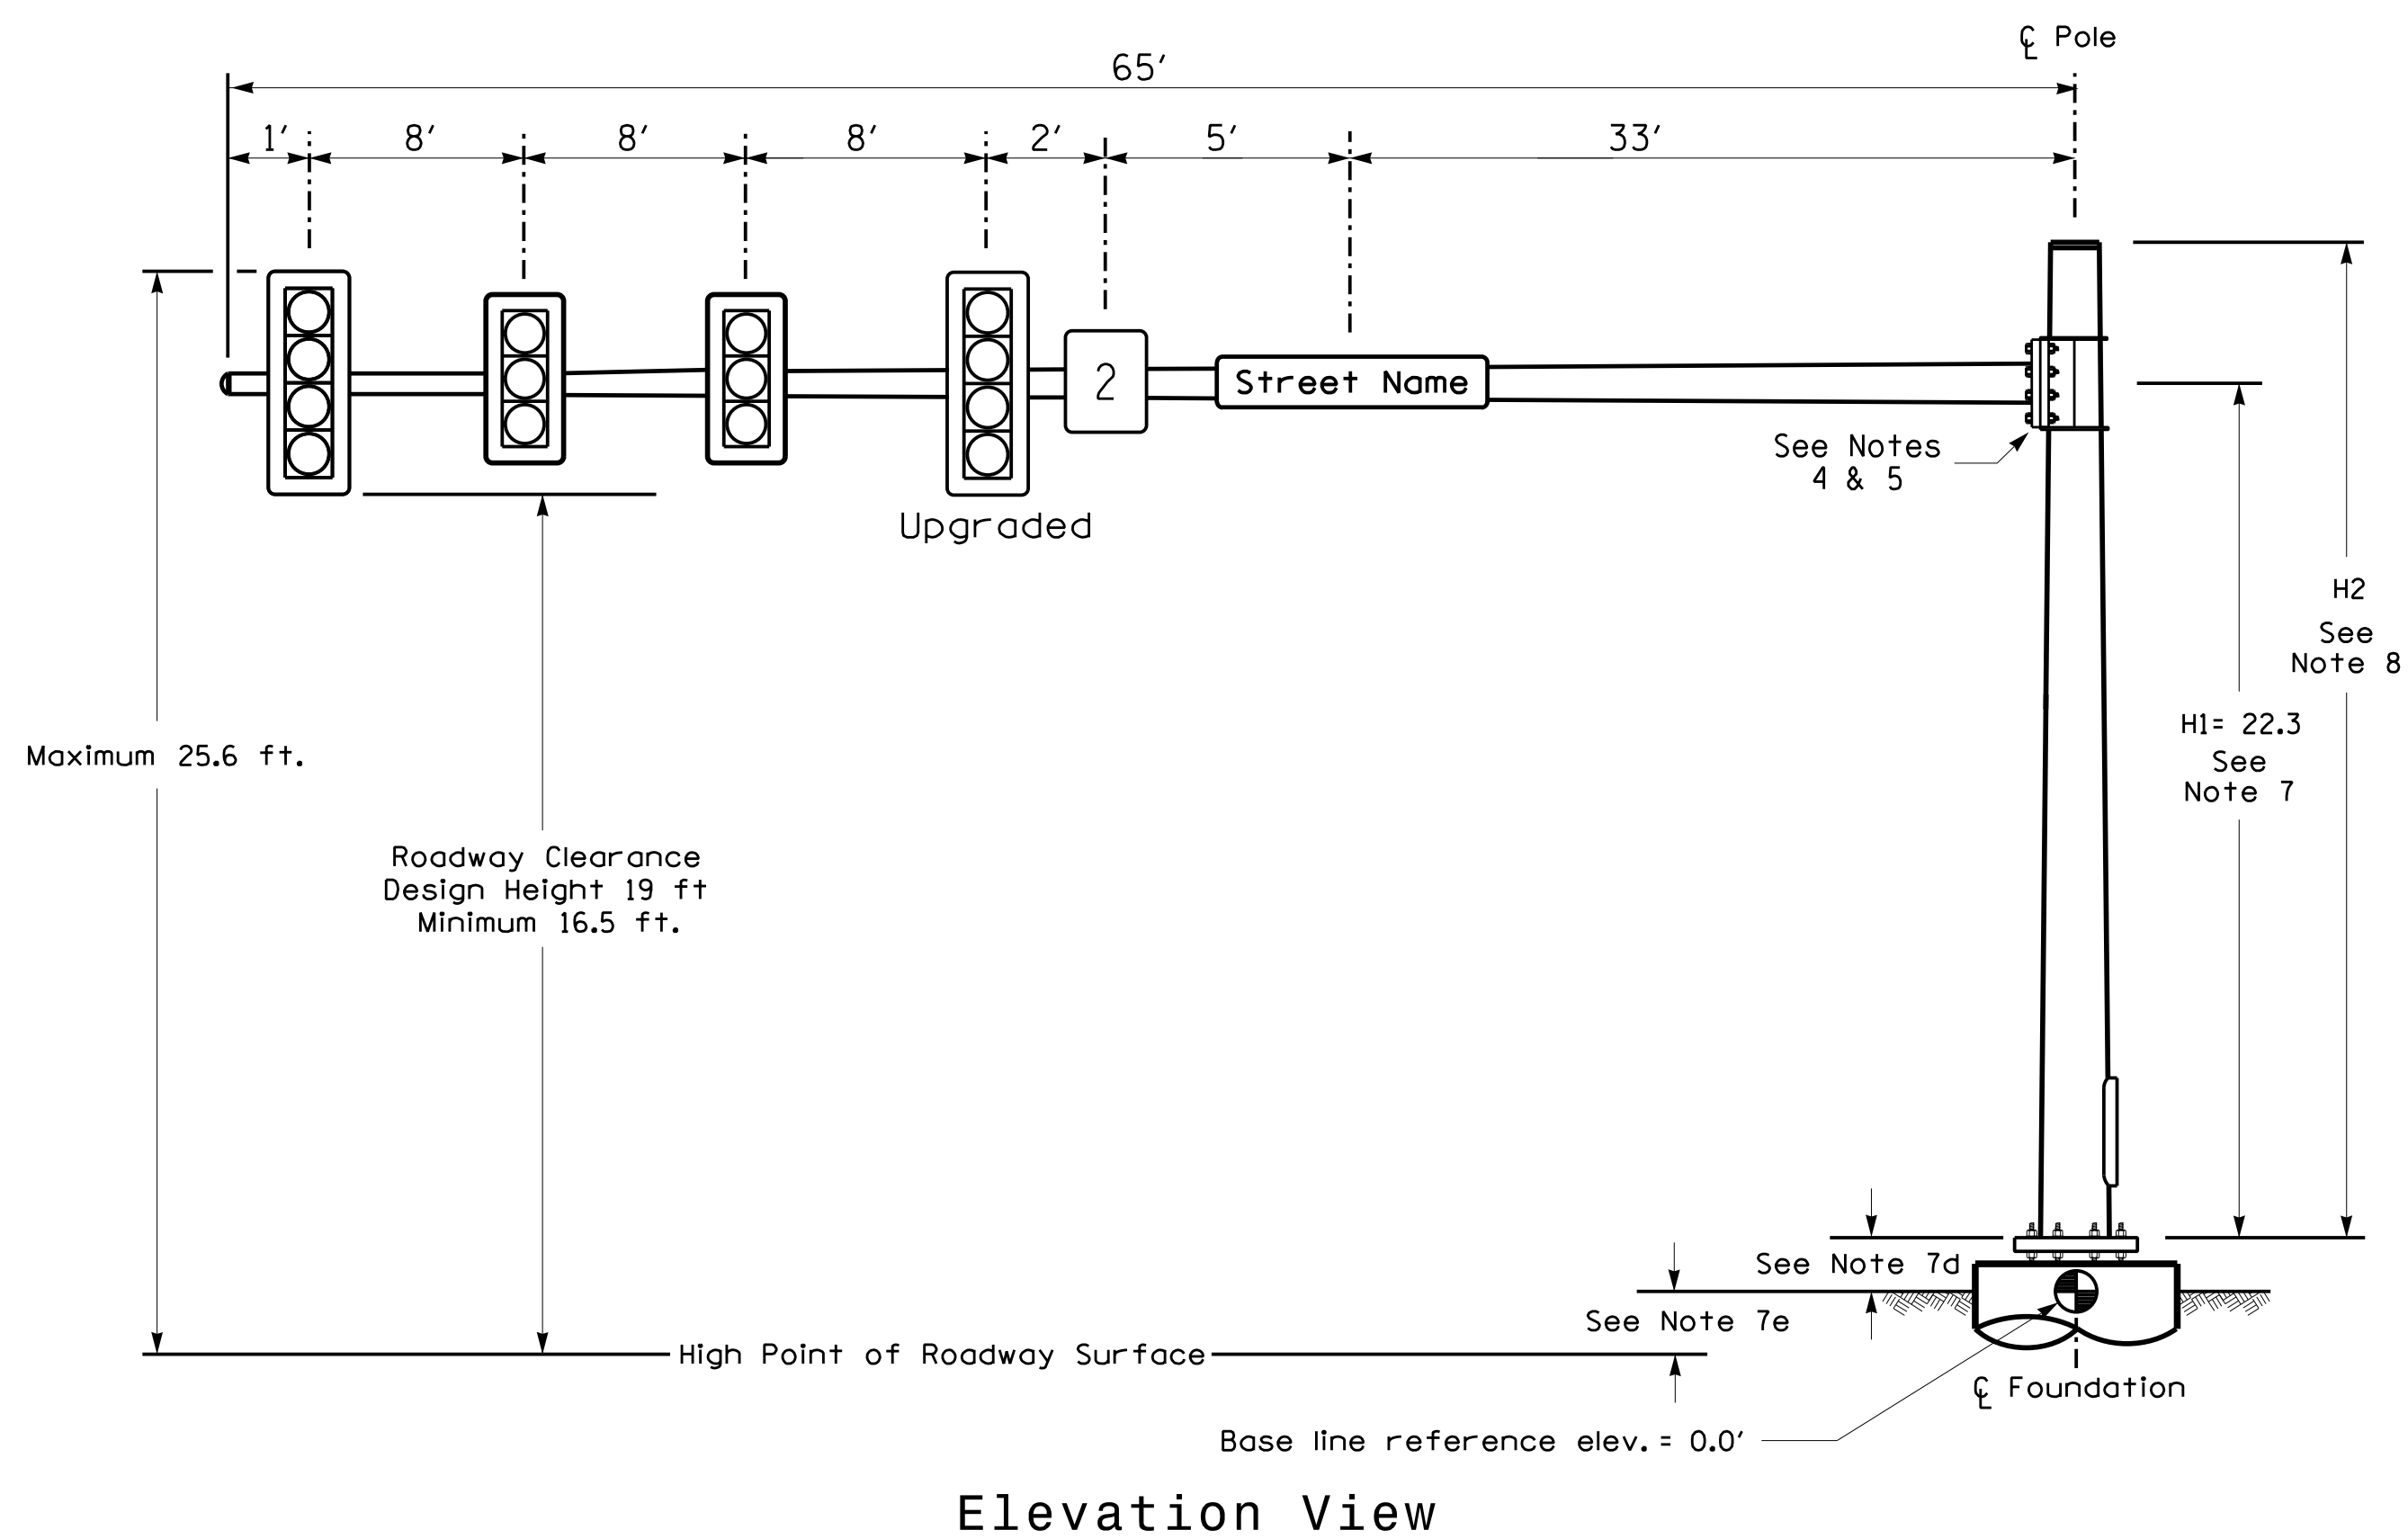 ℄ Pole
65'
1' 8' 8' 8' 2' 5' 33'
2
Street Name
See Notes
4 & 5
Upgraded
H2
See
Note 8
H1= 22.3
See
Note 7
Maximum 25.6 ft.
Roadway Clearance
Design Height 19 ft
Minimum 16.5 ft.
See Note 7d
See Note 7e
High Point of Roadway Surface
℄ Foundation
Base line reference elev. = 0.0'
Elevation View